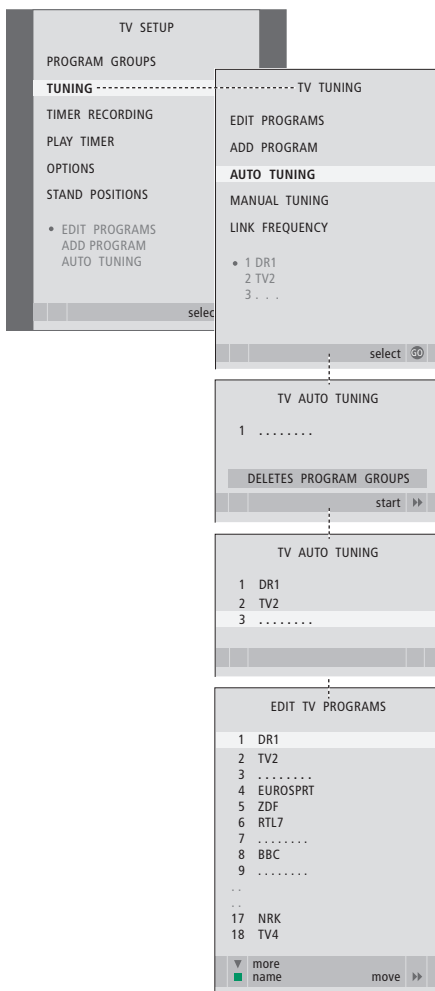 TV SETUP
PROGRAM GROUPS
TUNING
TIMER RECORDING
PLAY TIMER
OPTIONS
STAND POSITIONS
• EDIT PROGRAMS
ADD PROGRAM
AUTO TUNING
selec
TV TUNING
EDIT PROGRAMS
ADD PROGRAM
AUTO TUNING
MANUAL TUNING
LINK FREQUENCY
• 1 DR1
2 TV2
3 . . .
select GO
TV AUTO TUNING
1 ........
DELETES PROGRAM GROUPS
start
TV AUTO TUNING
1 DR1
2 TV2
3 ........
EDIT TV PROGRAMS
1 DR1
2 TV2
3 ........
4 EUROSPRT
5 ZDF
6 RTL7
7 ........
8 BBC
9 ........
. .
. .
17 NRK
18 TV4
more
name move